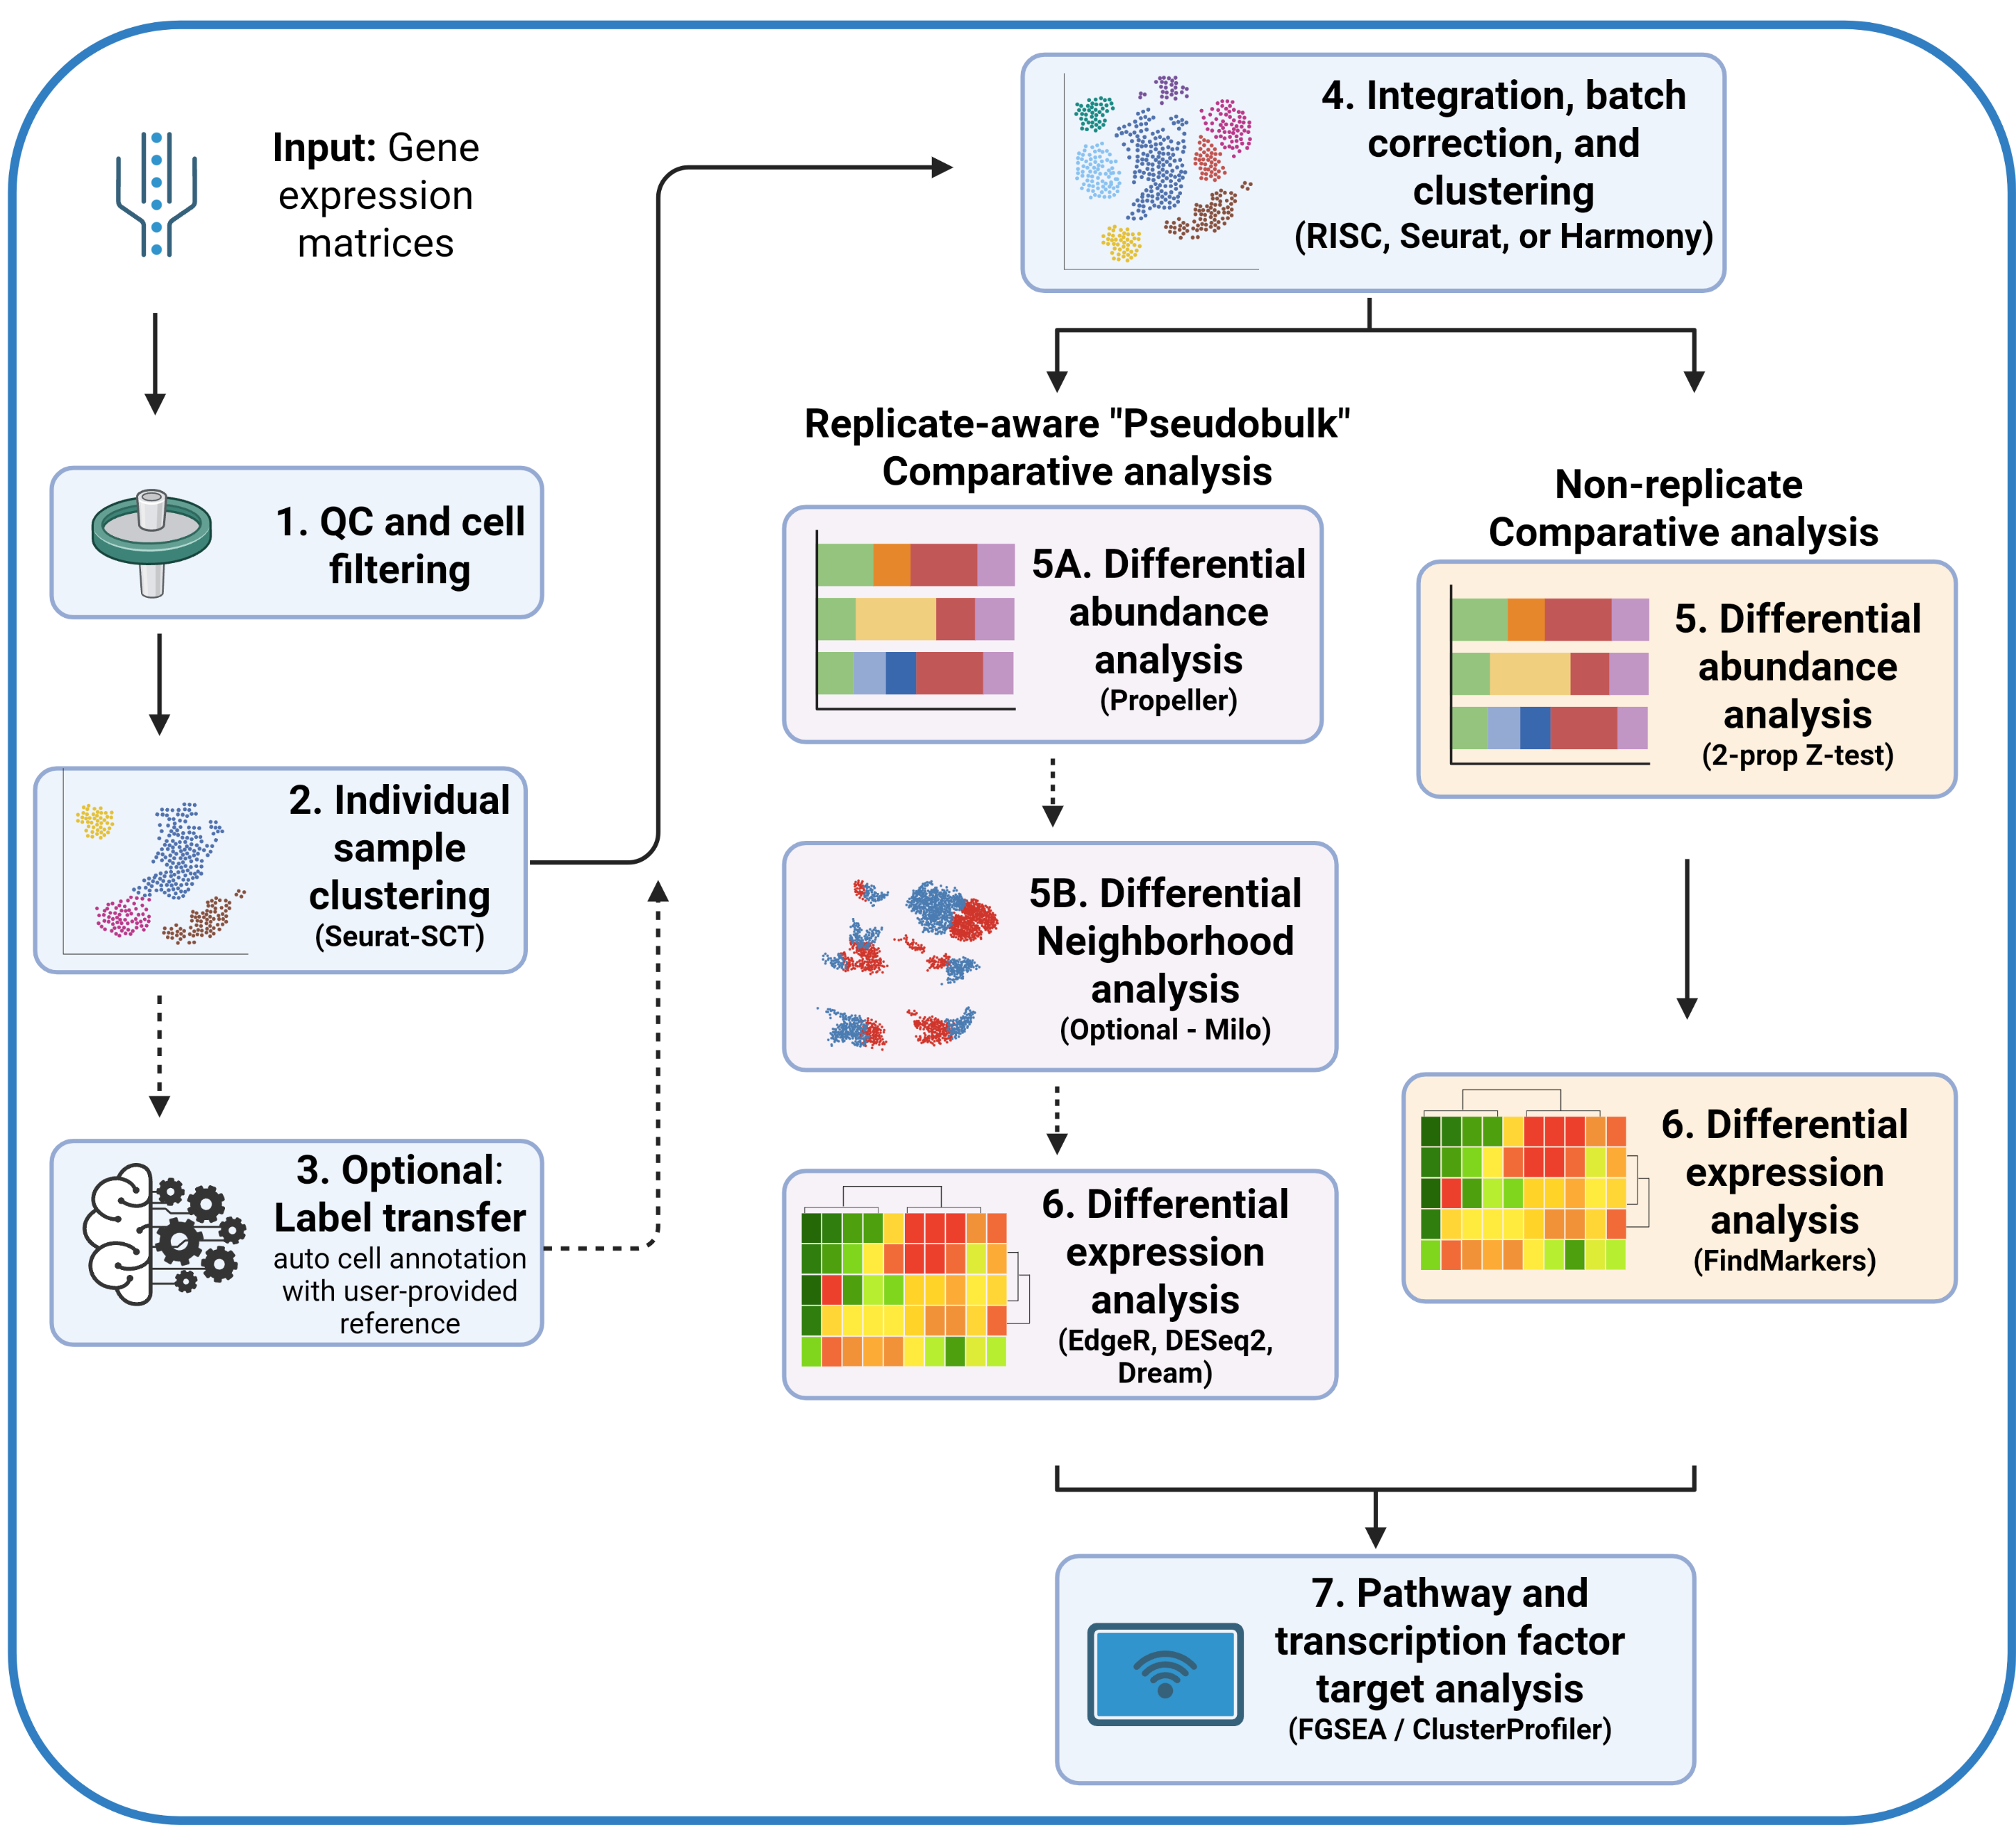 Input: Gene
expression
matrices
1. QC and cell
filtering
2. Individual
sample
clustering
(Seurat-SCT)
3. Optional:
Label transfer
auto cell annotation
with user-provided
reference
4. Integration, batch
correction, and
clustering
(RISC, Seurat, or Harmony)
Replicate-aware "Pseudobulk"
Comparative analysis
5A. Differential
abundance
analysis
(Propeller)
5B. Differential
Neighborhood
analysis
(Optional - Milo)
6. Differential
expression
analysis
(EdgeR, DESeq2,
Dream)
Non-replicate
Comparative analysis
5. Differential
abundance
analysis
(2-prop Z-test)
6. Differential
expression
analysis
(FindMarkers)
7. Pathway and
transcription factor
target analysis
(FGSEA / ClusterProfiler)